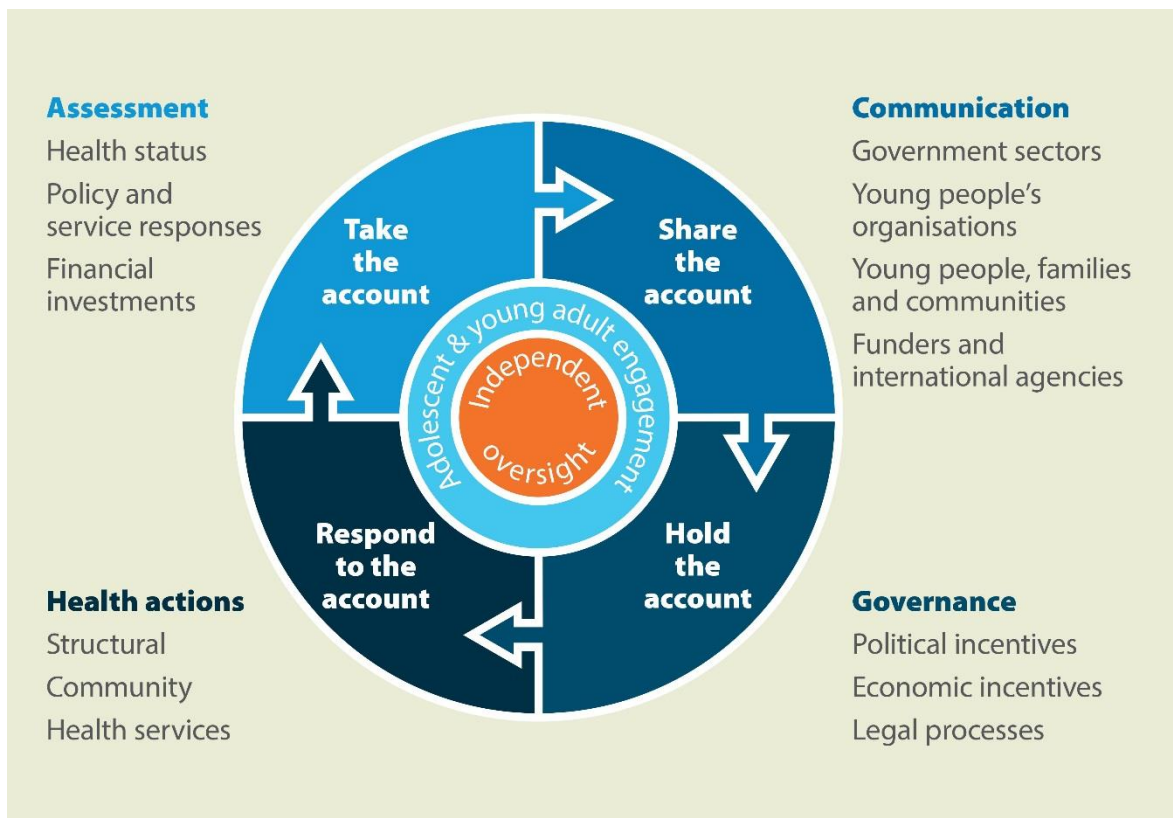 Assessment
Health status
Policy and
service responses
Financial
investments
Communication
Government sectors
Young people’s
organisations
Young people, families
and communities
Funders and
international agencies
Take
the
account
Share
the
account
Adolescent & young adult engagement
Independent
oversight
Respond
to the
account
Hold
the
account
Health actions
Structural
Community
Health services
Governance
Political incentives
Economic incentives
Legal processes